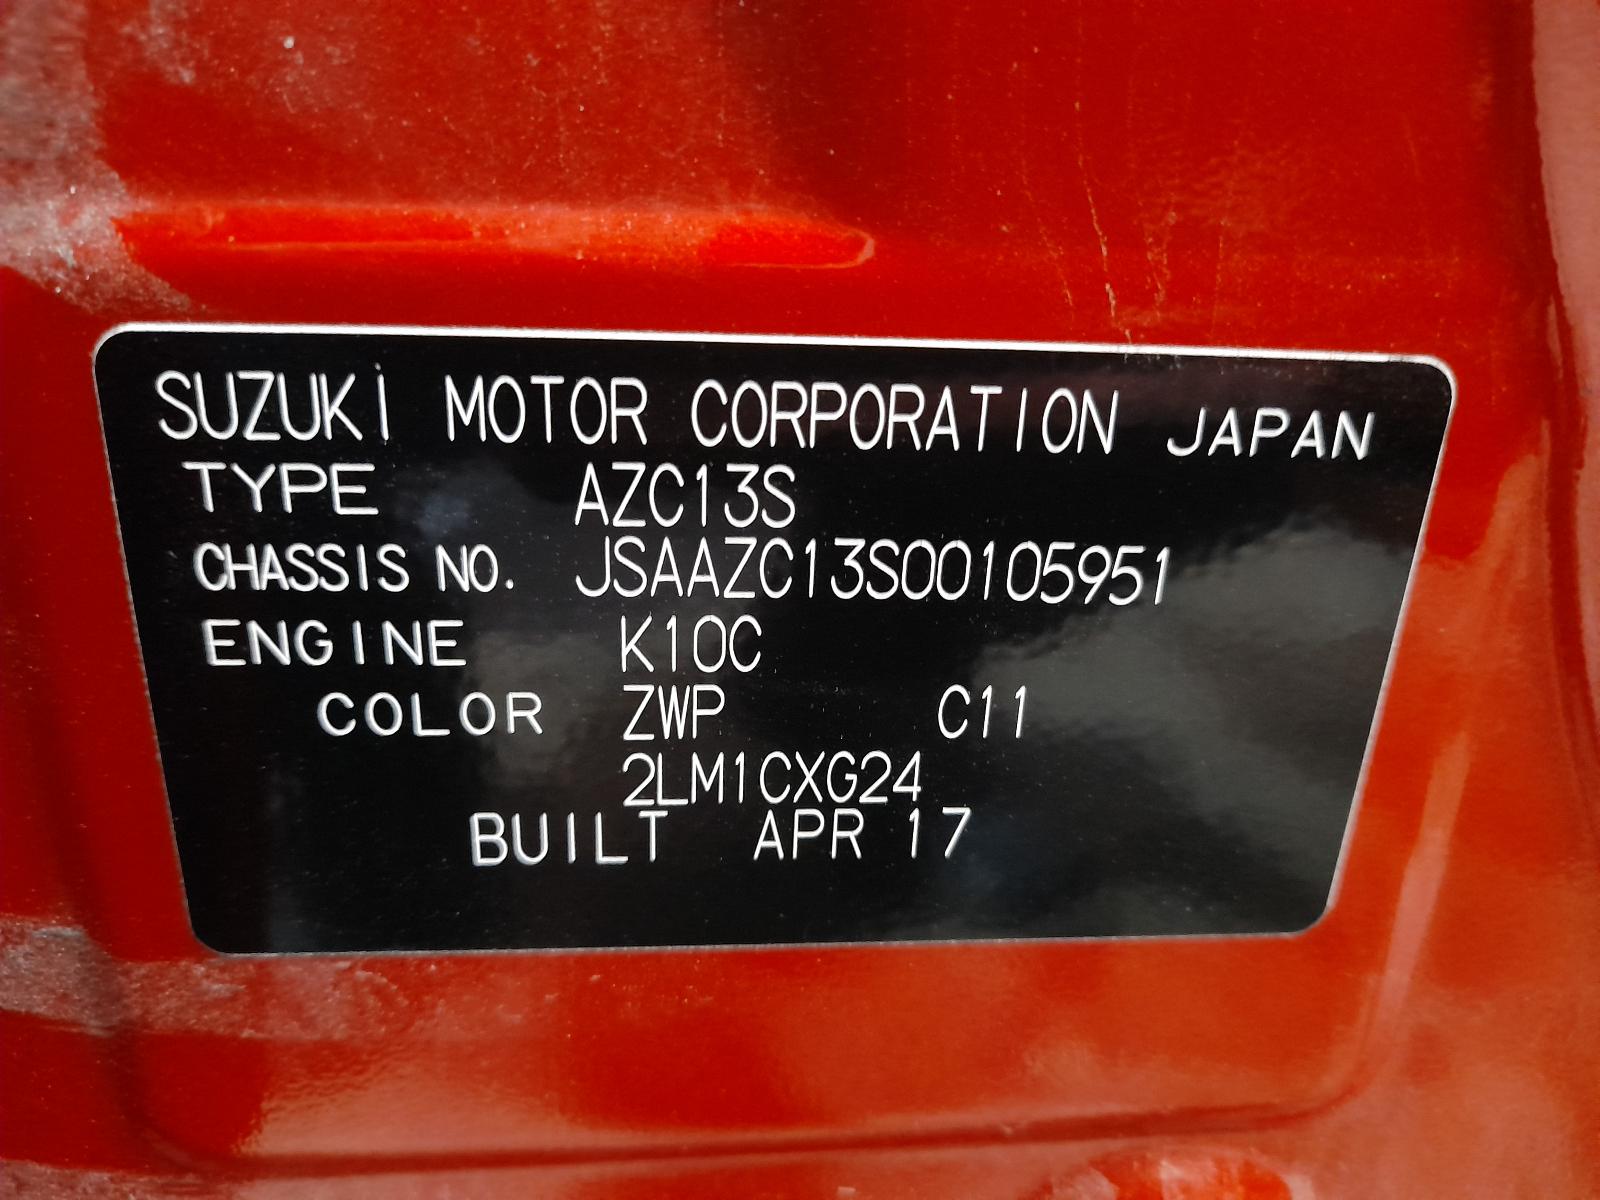 SUZUKi MOTOR CORPORATION JAPAN
TYPE AZC13S
CHASSIS NO. JSAAZC13S00105951
ENGINE K10C
COLOR ZWP C11
2LM1CXG24
BUILT APR 17